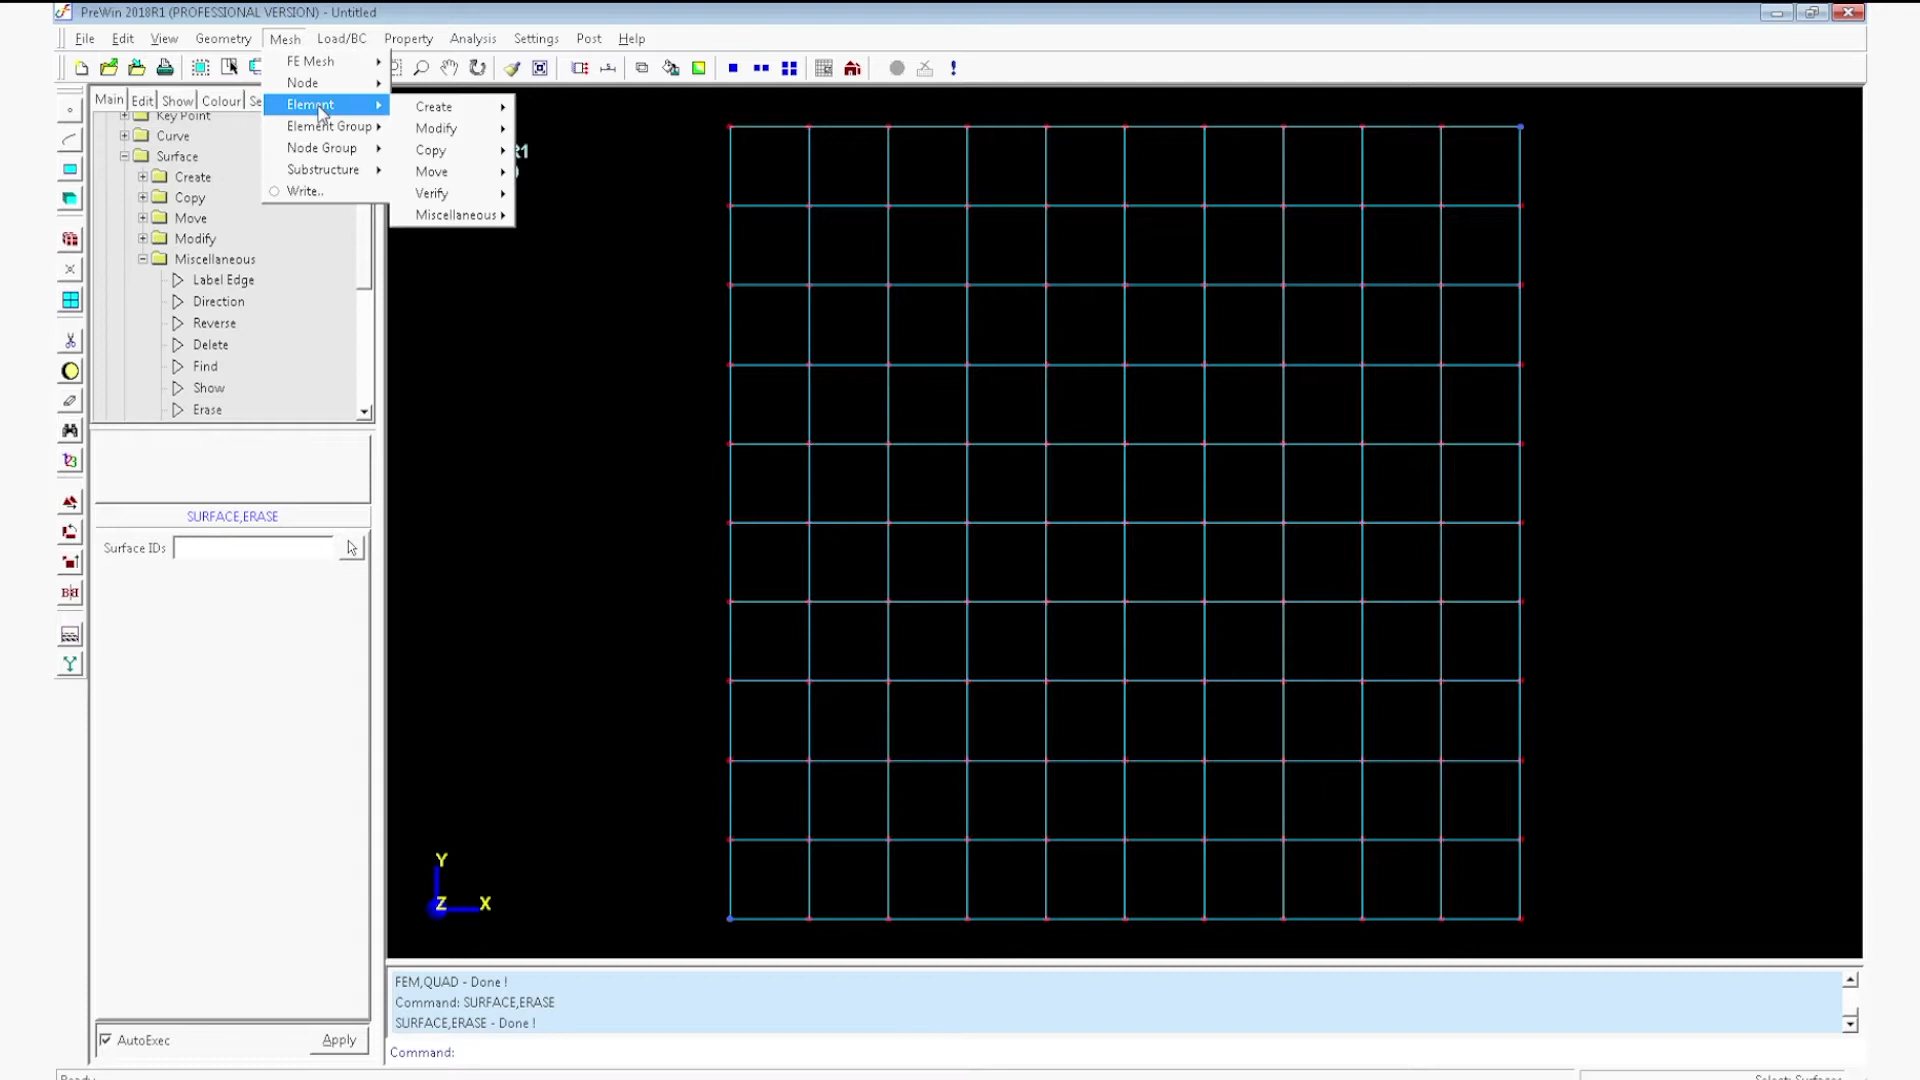 PreWin 2018R1 (PROFESSIONAL VERSION) - Untitled
File Edit View Geometry Mesh Load/BC Property Analysis Settings Post Help
FE Mesh
Node
Element
Element Group
Node Group
Substructure
Write..
Create
Modify
Copy
Move
Verify
Miscellaneous
R1
Main Edit Show Colour Se
Key Point
Curve
Surface
Create
Copy
Move
Modify
Miscellaneous
Label Edge
Direction
Reverse
Delete
Find
Show
Erase
SURFACE,ERASE
Surface IDs
AutoExec
Apply
Y
Z X
FEM,QUAD - Done !
Command: SURFACE,ERASE
SURFACE,ERASE - Done !
Command: